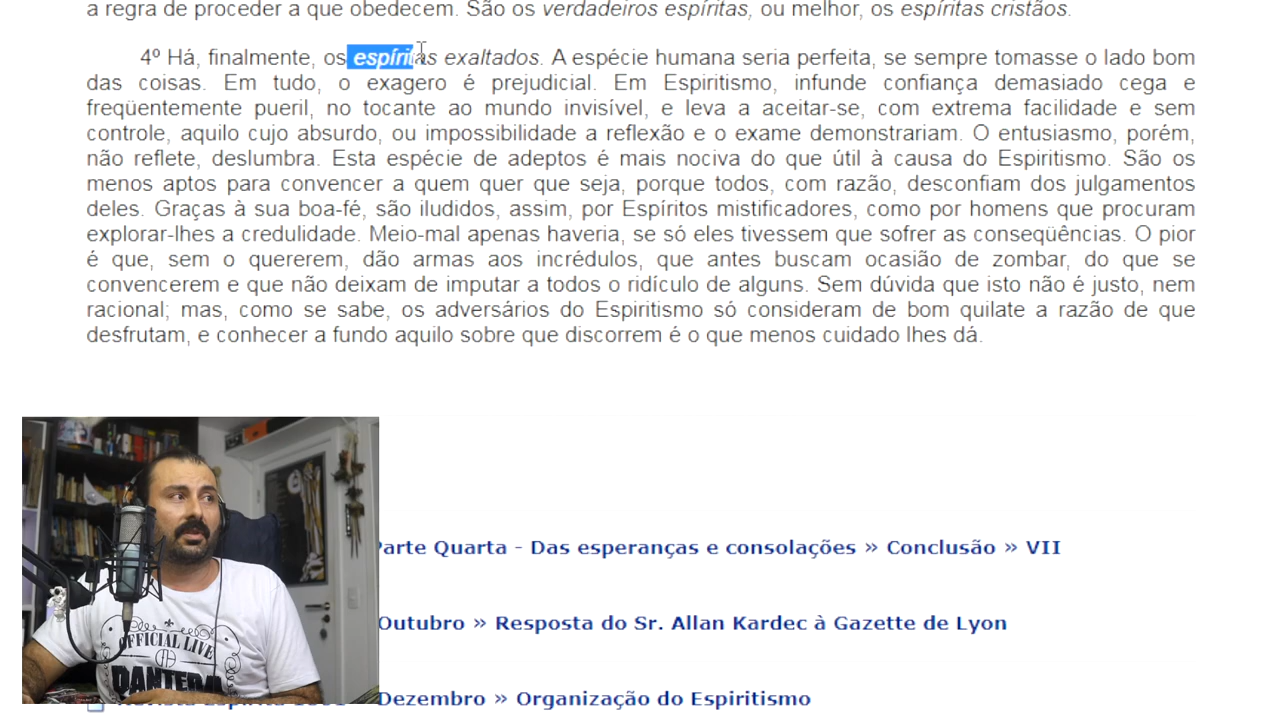 a regra de proceder a que obedecem. São os verdadeiros espíritas, ou melhor, os espíritas cristãos.
4º Há, finalmente, os espíritas exaltados. A espécie humana seria perfeita, se sempre tomasse o lado bom
das coisas. Em tudo, o exagero é prejudicial. Em Espiritismo, infunde confiança demasiado cega e
freqüentemente pueril, no tocante ao mundo invisível, e leva a aceitar-se, com extrema facilidade e sem
controle, aquilo cujo absurdo, ou impossibilidade a reflexão e o exame demonstrariam. O entusiasmo, porém,
não reflete, deslumbra. Esta espécie de adeptos é mais nociva do que útil à causa do Espiritismo. São os
menos aptos para convencer a quem quer que seja, porque todos, com razão, desconfiam dos julgamentos
deles. Graças à sua boa-fé, são iludidos, assim, por Espíritos mistificadores, como por homens que procuram
explorar-lhes a credulidade. Meio-mal apenas haveria, se só eles tivessem que sofrer as conseqüências. O pior
é que, sem o quererem, dão armas aos incrédulos, que antes buscam ocasião de zombar, do que se
convencerem e que não deixam de imputar a todos o ridículo de alguns. Sem dúvida que isto não é justo, nem
racional; mas, como se sabe, os adversários do Espiritismo só consideram de bom quilate a razão de que
desfrutam, e conhecer a fundo aquilo sobre que discorrem é o que menos cuidado lhes dá.
Parte Quarta - Das esperanças e consolações » Conclusão » VII
Outubro » Resposta do Sr. Allan Kardec à Gazette de Lyon
Dezembro » Organização do Espiritismo
OFFICIAL LIVE
PANTERA